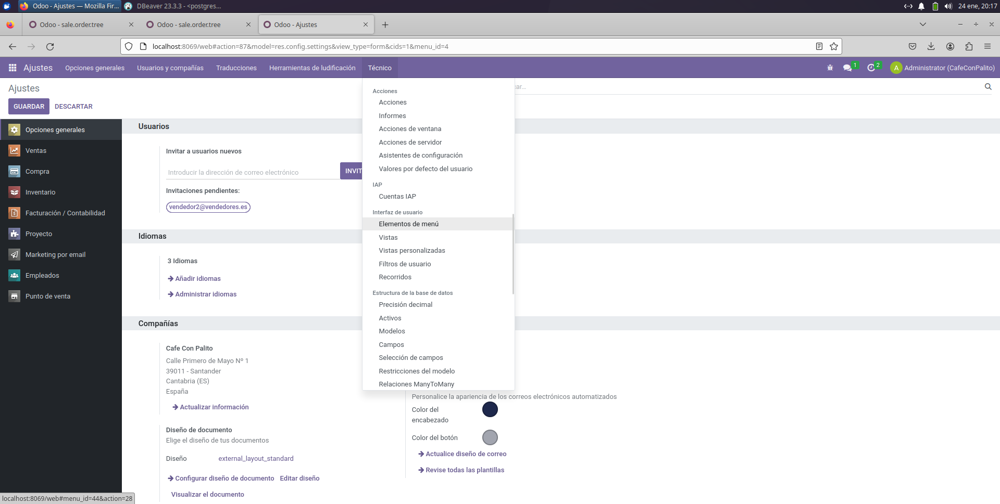 Odoo - Ajustes — Mozilla Fir...
DBeaver 23.3.3 - <postgres...
24 ene, 20:17
Odoo - sale.order.tree
Odoo - sale.order.tree
Odoo - Ajustes
localhost:8069/web#action=87&model=res.config.settings&view_type=form&cids=1&menu_id=4
Ajustes
Opciones generales
Usuarios y compañías
Traducciones
Herramientas de ludificación
Técnico
1
2
A
Administrator (CafeConPalito)
Ajustes
GUARDAR
DESCARTAR
ar...
Opciones generales
Ventas
Compra
Inventario
Facturación / Contabilidad
Proyecto
Marketing por email
Empleados
Punto de venta
Usuarios
Invitar a usuarios nuevos
Introducir la dirección de correo electrónico
INVIT
Invitaciones pendientes:
vendedor2@vendedores.es
Idiomas
3 Idiomas
Añadir idiomas
Administrar idiomas
Compañías
Cafe Con Palito
Calle Primero de Mayo Nº 1
39011 - Santander
Cantabria (ES)
España
Actualizar información
Diseño de documento
Elige el diseño de tus documentos
Diseño
external_layout_standard
Configurar diseño de documento
Editar diseño
Visualizar el documento
Acciones
Acciones
Informes
Acciones de ventana
Acciones de servidor
Asistentes de configuración
Valores por defecto del usuario
IAP
Cuentas IAP
Interfaz de usuario
Elementos de menú
Vistas
Vistas personalizadas
Filtros de usuario
Recorridos
Estructura de la base de datos
Precisión decimal
Activos
Modelos
Campos
Selección de campos
Restricciones del modelo
Relaciones ManyToMany
Personalice la apariencia de los correos electrónicos automatizados
Color del
encabezado
Color del botón
Actualice diseño de correo
Revise todas las plantillas
localhost:8069/web#menu_id=44&action=28